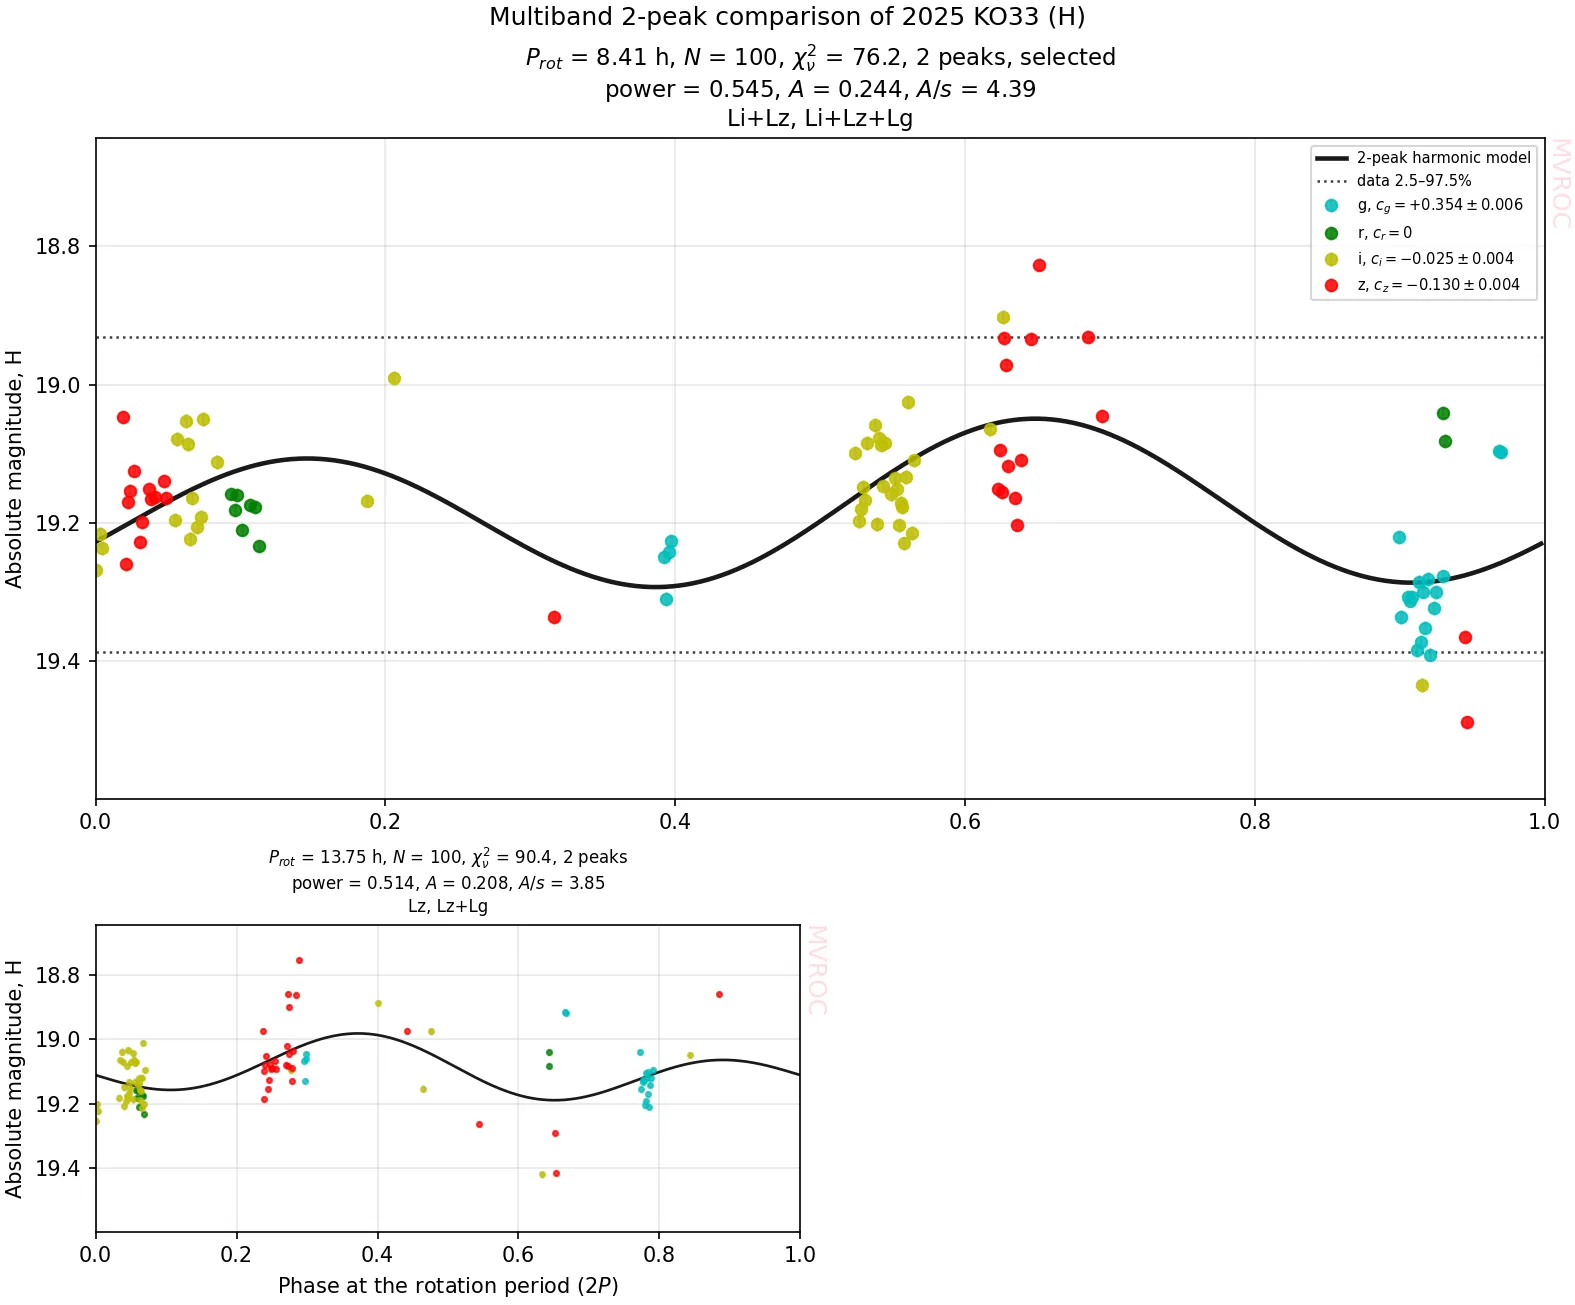 Multiband 2-peak comparison of 2025 KO33 (H)
P_rot = 8.41 h, N = 100, χ²_ν = 76.2, 2 peaks, selected
power = 0.545, A = 0.244, A/s = 4.39
Li+Lz, Li+Lz+Lg
2-peak harmonic model
data 2.5–97.5%
g, c_g = +0.354 ± 0.006
r, c_r = 0
i, c_i = −0.025 ± 0.004
z, c_z = −0.130 ± 0.004
MVROC
Absolute magnitude, H
18.8
19.0
19.2
19.4
0.0 0.2 0.4 0.6 0.8 1.0
P_rot = 13.75 h, N = 100, χ²_ν = 90.4, 2 peaks
power = 0.514, A = 0.208, A/s = 3.85
Lz, Lz+Lg
MVROC
Absolute magnitude, H
18.8
19.0
19.2
19.4
0.0 0.2 0.4 0.6 0.8 1.0
Phase at the rotation period (2P)